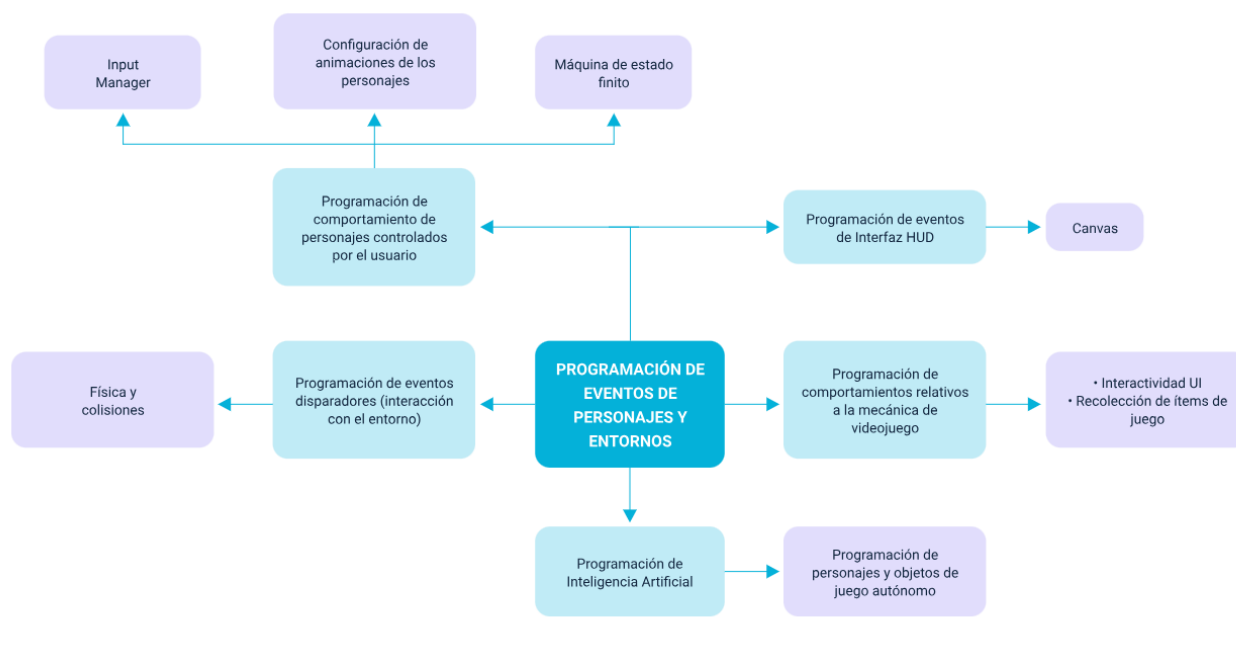 Input
Manager
Configuración de
animaciones de los
personajes
Máquina de estado
finito
Programación de
comportamiento de
personajes controlados
por el usuario
Programación de eventos
de Interfaz HUD
Canvas
Física y
colisiones
Programación de eventos
disparadores (interacción
con el entorno)
PROGRAMACIÓN DE
EVENTOS DE
PERSONAJES Y
ENTORNOS
Programación de
comportamientos relativos
a la mecánica de
videojuego
• Interactividad UI
• Recolección de ítems de
juego
Programación de
Inteligencia Artificial
Programación de
personajes y objetos de
juego autónomo